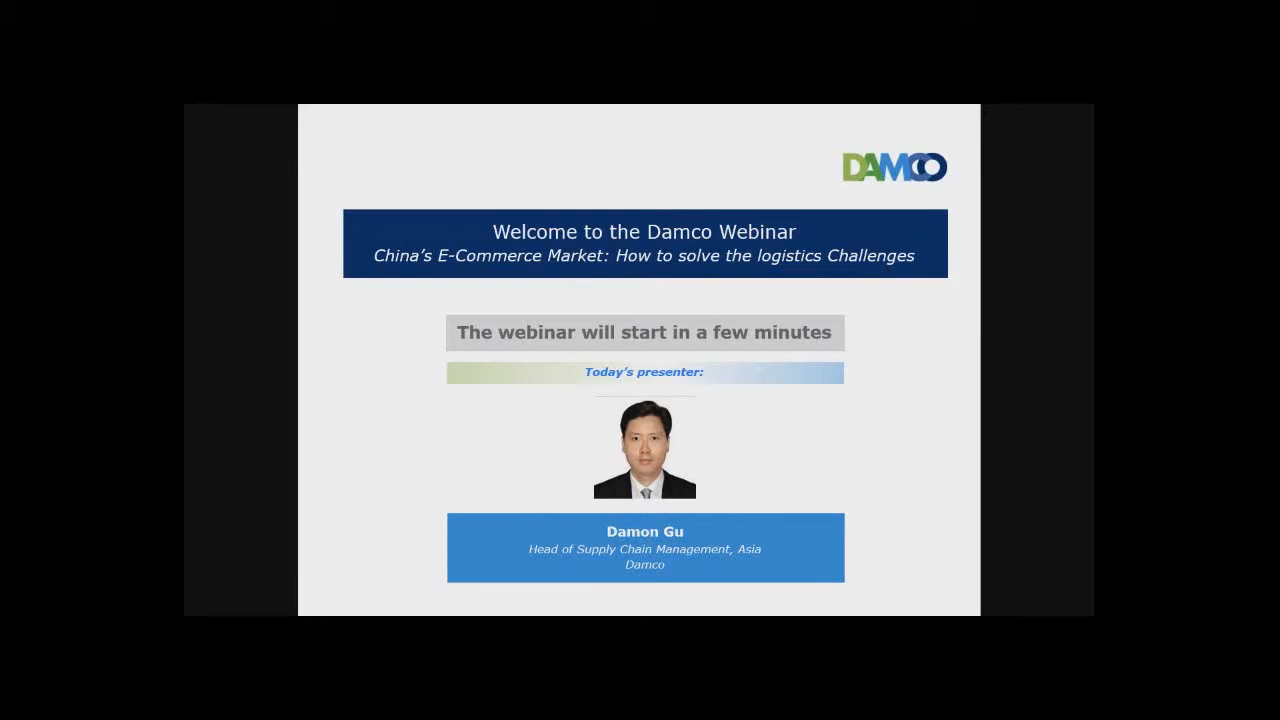 DAMCO
Welcome to the Damco Webinar
China's E-Commerce Market: How to solve the logistics Challenges
The webinar will start in a few minutes
Today's presenter:
Damon Gu
Head of Supply Chain Management, Asia
Damco